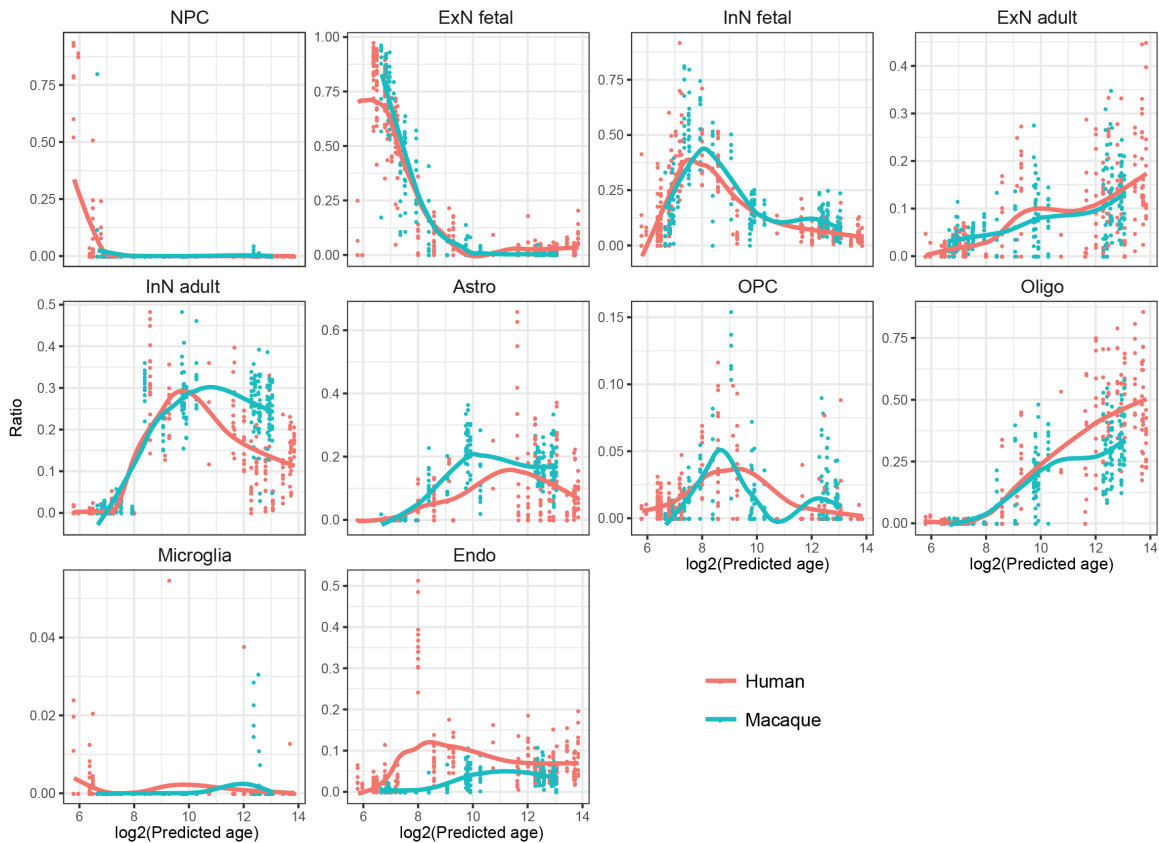 NPC
ExN fetal
InN fetal
ExN adult
0.75
0.50
0.25
0.00
1.00
0.75
0.50
0.25
0.00
0.75
0.50
0.25
0.00
0.4
0.3
0.2
0.1
0.0
InN adult
Astro
OPC
Oligo
0.5
0.4
0.3
0.2
0.1
0.0
0.6
0.4
0.2
0.0
0.15
0.10
0.05
0.00
0.75
0.50
0.25
0.00
Ratio
6 8 10 12 14
log2(Predicted age)
6 8 10 12 14
log2(Predicted age)
Microglia
Endo
0.04
0.02
0.00
0.5
0.4
0.3
0.2
0.1
0.0
6 8 10 12 14
log2(Predicted age)
6 8 10 12 14
log2(Predicted age)
Human
Macaque